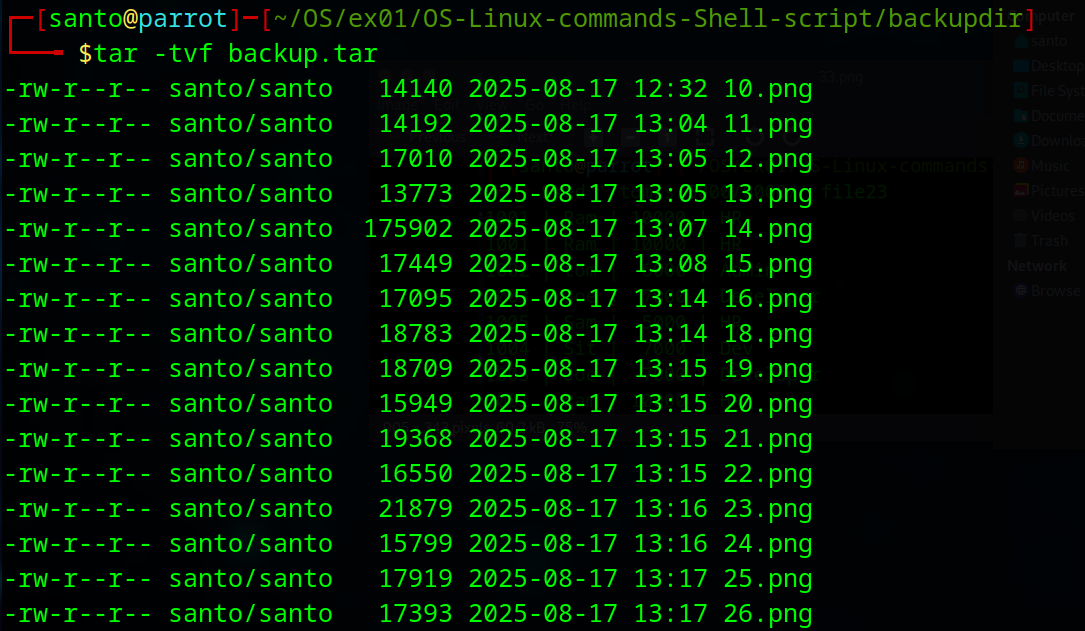 ┌─[santo@parrot]─[~/OS/ex01/OS-Linux-commands-Shell-script/backupdir]
└──╼ $tar -tvf backup.tar
-rw-r--r-- santo/santo   14140 2025-08-17 12:32 10.png
-rw-r--r-- santo/santo   14192 2025-08-17 13:04 11.png
-rw-r--r-- santo/santo   17010 2025-08-17 13:05 12.png
-rw-r--r-- santo/santo   13773 2025-08-17 13:05 13.png
-rw-r--r-- santo/santo  175902 2025-08-17 13:07 14.png
-rw-r--r-- santo/santo   17449 2025-08-17 13:08 15.png
-rw-r--r-- santo/santo   17095 2025-08-17 13:14 16.png
-rw-r--r-- santo/santo   18783 2025-08-17 13:14 18.png
-rw-r--r-- santo/santo   18709 2025-08-17 13:15 19.png
-rw-r--r-- santo/santo   15949 2025-08-17 13:15 20.png
-rw-r--r-- santo/santo   19368 2025-08-17 13:15 21.png
-rw-r--r-- santo/santo   16550 2025-08-17 13:15 22.png
-rw-r--r-- santo/santo   21879 2025-08-17 13:16 23.png
-rw-r--r-- santo/santo   15799 2025-08-17 13:16 24.png
-rw-r--r-- santo/santo   17919 2025-08-17 13:17 25.png
-rw-r--r-- santo/santo   17393 2025-08-17 13:17 26.png
santo
Music
Pictures
Videos
Trash
Network